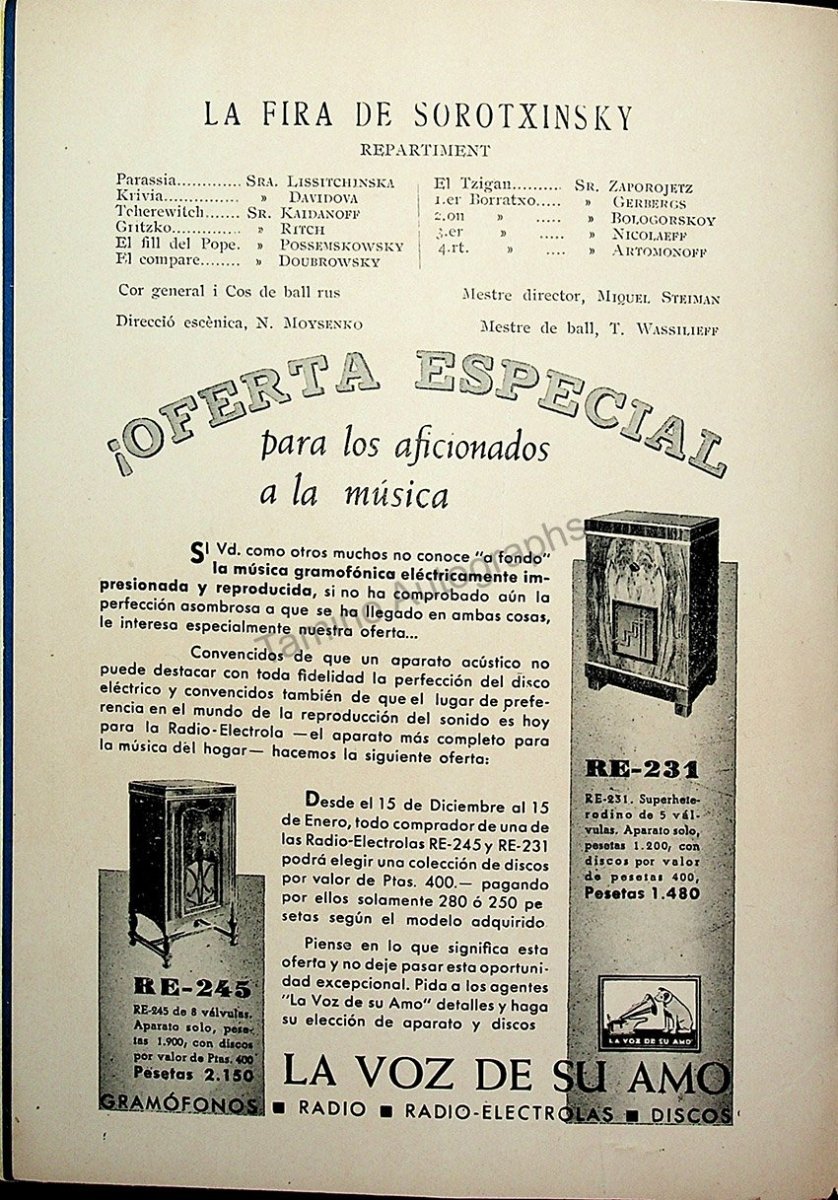 LA FIRA DE SOROTXINSKY
REPARTIMENT
Parassia............. SRA. LISSITCHINSKA
Krivia................ » DAVIDOVA
Tcherewitch....... SR. KAIDANOFF
Gritzko.............. » RITCH
El fill del Pope. » POSSEMSKOWSKY
El compare........ » DOUBROWSKY
El Tzigan.......... SR. ZAPOROJETZ
1.er Borratxo..... » GERBERGS
2.on » ..... » BOLOGORSKOY
3.er » ..... » NICOLAEFF
4.rt. » .... » ARTOMONOFF
Cor general i Cos de ball rus
Mestre director, MIQUEL STEIMAN
Direcció escènica, N. MOYSENKO
Mestre de ball, T. WASSILIEFF
¡OFERTA ESPECIAL
para los aficionados
a la música
SI Vd. como otros muchos no conoce "a fondo"
la música gramofónica eléctricamente im-
presionada y reproducida, si no ha comprobado aún la
perfección asombrosa a que se ha llegado en ambas cosas,
le interesa especialmente nuestra oferta...
Convencidos de que un aparato acústico no
puede destacar con toda fidelidad la perfección del disco
eléctrico y convencidos también de que el lugar de prefe-
rencia en el mundo de la reproducción del sonido es hoy
para la Radio-Electrola —el aparato más completo para
la música del hogar— hacemos la siguiente oferta:
Desde el 15 de Diciembre al 15
de Enero, todo comprador de una de
las Radio-Electrolas RE-245 y RE-231
podrá elegir una colección de discos
por valor de Ptas. 400.— pagando
por ellos solamente 280 ó 250 pe
setas según el modelo adquirido
Piense en lo que significa esta
oferta y no deje pasar esta oportuni-
dad excepcional. Pida a los agentes
"La Voz de su Amo" detalles y haga
su elección de aparato y discos
RE-231
RE-231. Superhete-
rodino de 5 vál-
vulas. Aparato solo,
pesetas 1.200; con
discos por valor
de pesetas 400,
Pesetas 1.480
RE-245
RE-245 de 8 válvulas.
Aparato solo, pese-
tas 1.900; con discos
por valor de Ptas. 400
Pesetas 2.150
LA VOZ DE SU AMO
LA VOZ DE SU AMO
GRAMÓFONOS ■ RADIO ■ RADIO-ELECTROLAS ■ DISCOS
Tamino Autographs